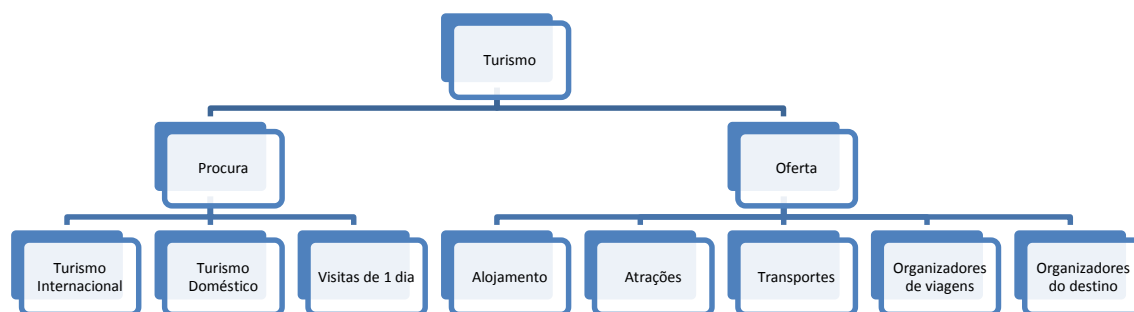 Turismo
Procura
Oferta
Turismo
Internacional
Turismo
Doméstico
Visitas de 1 dia
Alojamento
Atrações
Transportes
Organizadores
de viagens
Organizadores
do destino